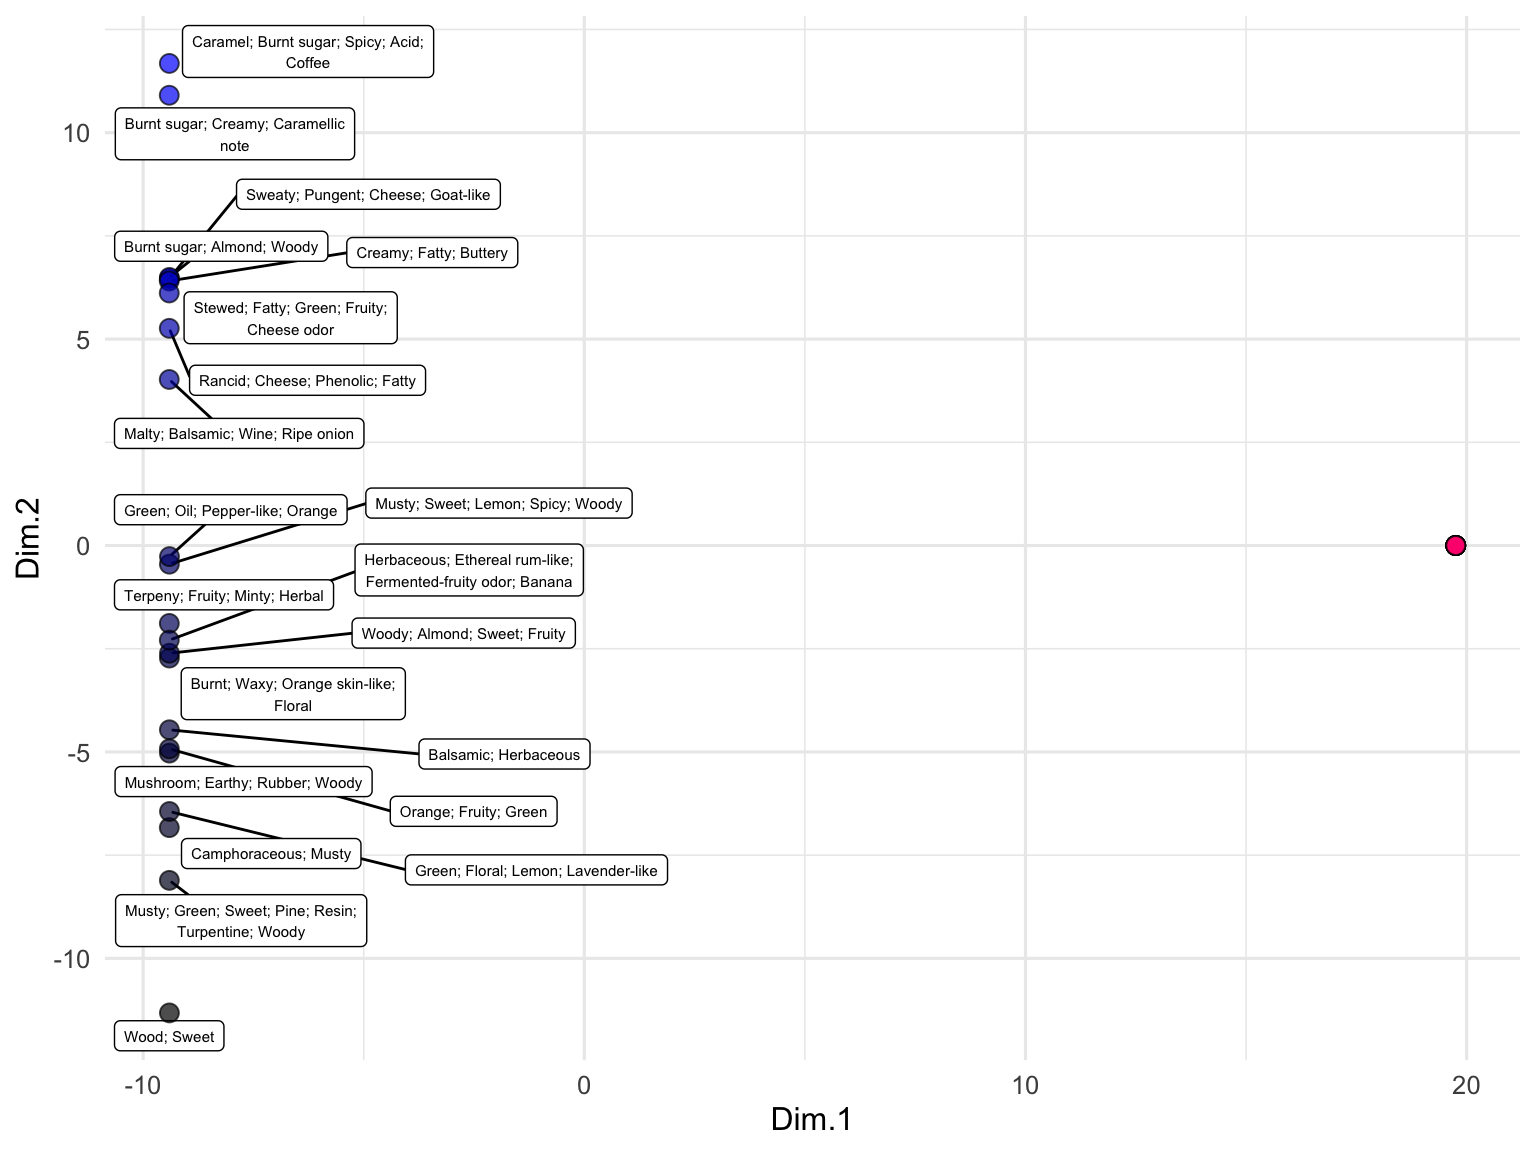 Caramel; Burnt sugar; Spicy; Acid;
Coffee
Burnt sugar; Creamy; Caramellic
note
10
Sweaty; Pungent; Cheese; Goat-like
Burnt sugar; Almond; Woody
Creamy; Fatty; Buttery
Stewed; Fatty; Green; Fruity;
Cheese odor
5
Rancid; Cheese; Phenolic; Fatty
Malty; Balsamic; Wine; Ripe onion
Green; Oil; Pepper-like; Orange
Musty; Sweet; Lemon; Spicy; Woody
Dim.2
0
Herbaceous; Ethereal rum-like;
Fermented-fruity odor; Banana
Terpeny; Fruity; Minty; Herbal
Woody; Almond; Sweet; Fruity
Burnt; Waxy; Orange skin-like;
Floral
-5
Balsamic; Herbaceous
Mushroom; Earthy; Rubber; Woody
Orange; Fruity; Green
Camphoraceous; Musty
Green; Floral; Lemon; Lavender-like
Musty; Green; Sweet; Pine; Resin;
Turpentine; Woody
-10
Wood; Sweet
-10 0 10 20
Dim.1